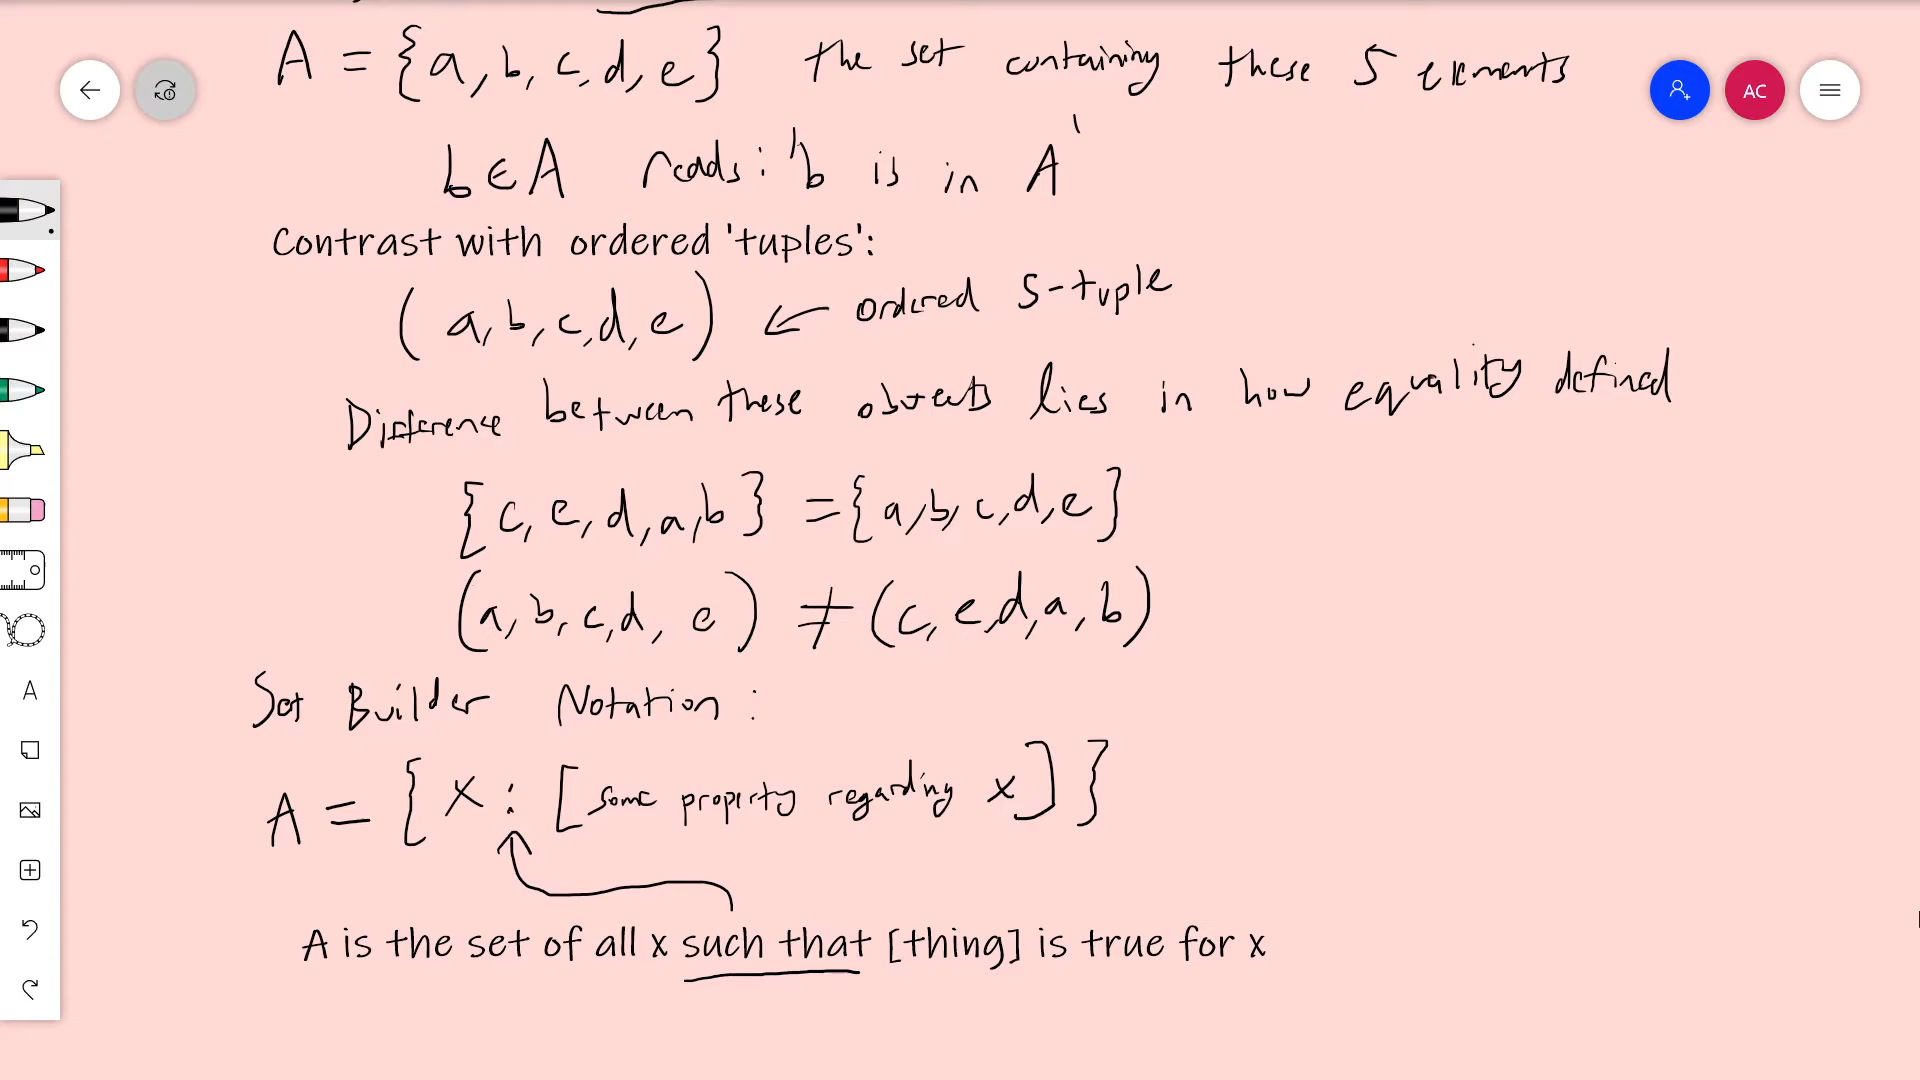 A = {a, b, c, d, e} the set containing these 5 elements
b ∈ A reads: 'b is in A'
AC
Contrast with ordered 'tuples':
(a, b, c, d, e) ← ordered 5-tuple
Difference between these objects lies in how equality defined
{c, e, d, a, b} = {a, b, c, d, e}
(a, b, c, d, e) ≠ (c, e, d, a, b)
Set Builder Notation:
A = {x : [some property regarding x]}
A is the set of all x such that [thing] is true for x
A